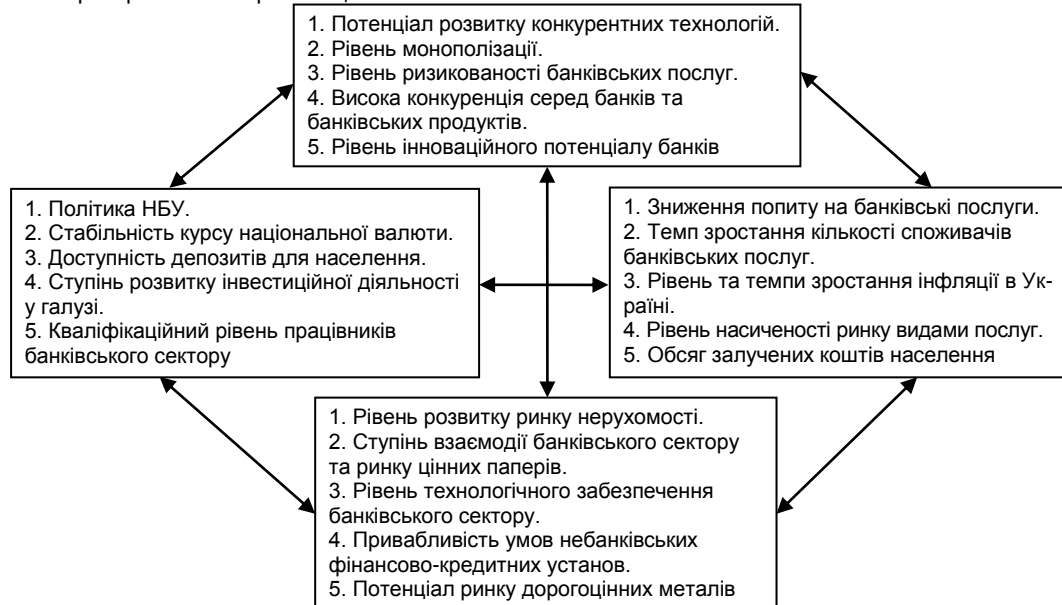 1. Потенціал розвитку конкурентних технологій.
2. Рівень монополізації.
3. Рівень ризикованості банківських послуг.
4. Висока конкуренція серед банків та
банківських продуктів.
5. Рівень інноваційного потенціалу банків
1. Політика НБУ.
2. Стабільність курсу національної валюти.
3. Доступність депозитів для населення.
4. Ступінь розвитку інвестиційної діяльності
у галузі.
5. Кваліфікаційний рівень працівників
банківського сектору
1. Зниження попиту на банківські послуги.
2. Темп зростання кількості споживачів
банківських послуг.
3. Рівень та темпи зростання інфляції в Ук-
раїні.
4. Рівень насиченості ринку видами послуг.
5. Обсяг залучених коштів населення
1. Рівень розвитку ринку нерухомості.
2. Ступінь взаємодії банківського сектору
та ринку цінних паперів.
3. Рівень технологічного забезпечення
банківського сектору.
4. Привабливість умов небанківських
фінансово-кредитних установ.
5. Потенціал ринку дорогоцінних металів